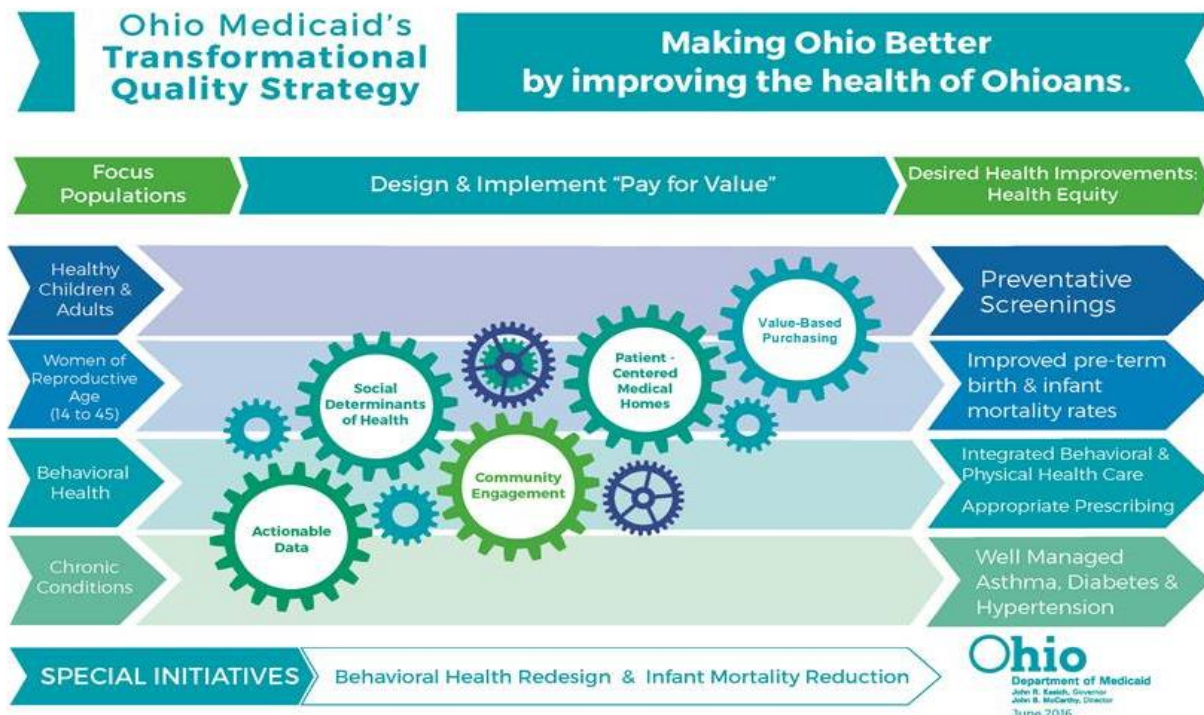 Ohio Medicaid's
Transformational
Quality Strategy
Making Ohio Better
by improving the health of Ohioans.
Focus
Populations
Design & Implement "Pay for Value"
Desired Health Improvements:
Health Equity
Healthy
Children &
Adults
Preventative
Screenings
Value-Based
Purchasing
Women of
Reproductive
Age
(14 to 45)
Social
Determinants
of Health
Patient -
Centered
Medical
Homes
Improved pre-term
birth & infant
mortality rates
Behavioral
Health
Community
Engagement
Integrated Behavioral &
Physical Health Care
Appropriate Prescribing
Actionable
Data
Chronic
Conditions
Well Managed
Asthma, Diabetes &
Hypertension
SPECIAL INITIATIVES
Behavioral Health Redesign & Infant Mortality Reduction
Ohio
Department of Medicaid
John R. Kasich, Governor
John B. McCarthy, Director
June 2016